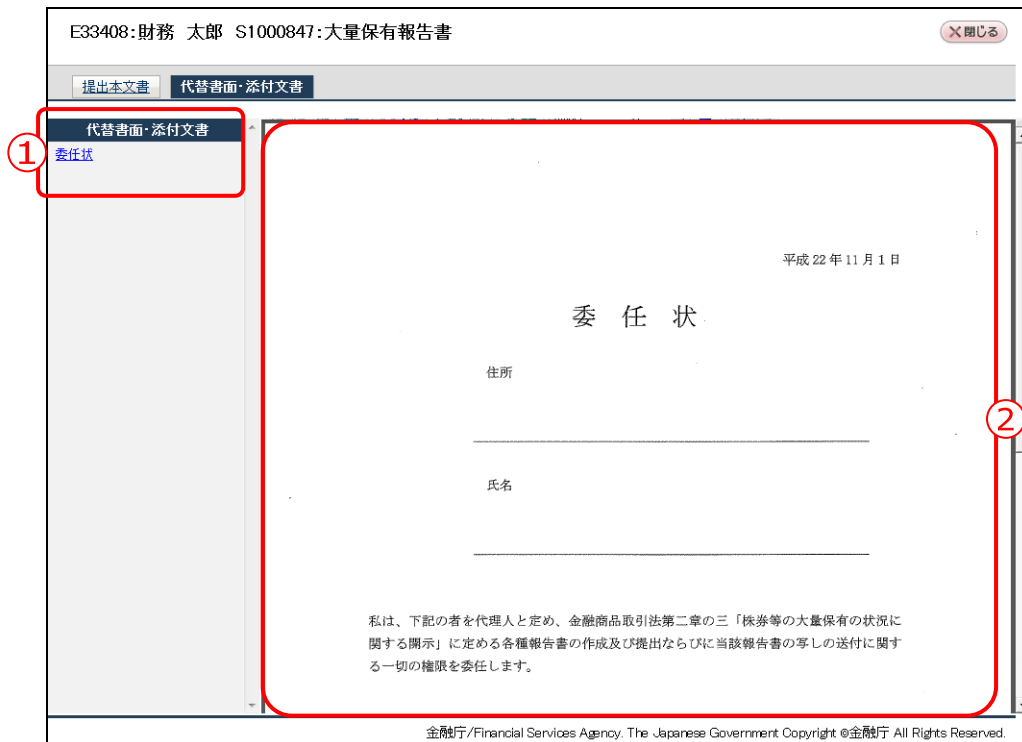 E33408:財務 太郎 S1000847:大量保有報告書
×閉じる
提出本文書
代替書面・添付文書
代替書面・添付文書
①
委任状
平成 22 年 11 月 1 日
委 任 状
住所
②
氏名
私は、下記の者を代理人と定め、金融商品取引法第二章の三「株券等の大量保有の状況に
関する開示」に定める各種報告書の作成及び提出ならびに当該報告書の写しの送付に関す
る一切の権限を委任します。
金融庁/Financial Services Agency. The Japanese Government Copyright ©金融庁 All Rights Reserved.